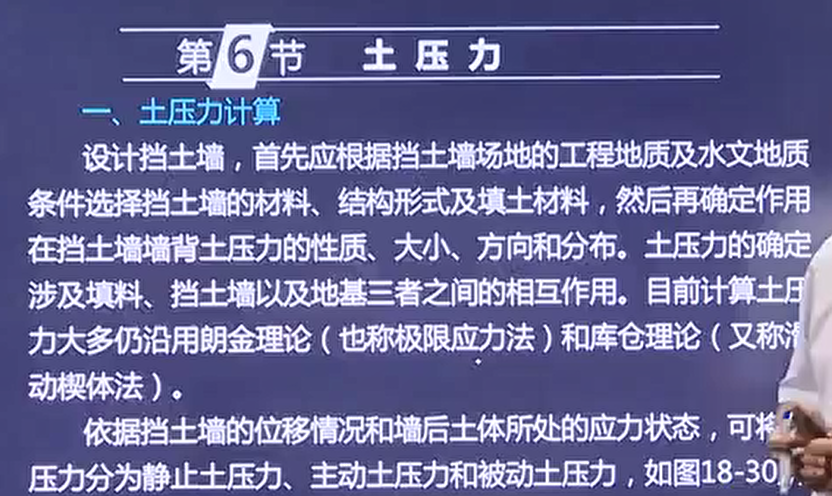 第6节 土压力
一、土压力计算
设计挡土墙，首先应根据挡土墙场地的工程地质及水文地质
条件选择挡土墙的材料、结构形式及填土材料，然后再确定作用
在挡土墙墙背土压力的性质、大小、方向和分布。土压力的确定
涉及填料、挡土墙以及地基三者之间的相互作用。目前计算土压
力大多仍沿用朗金理论（也称极限应力法）和库仓理论（又称滑
动楔体法）。
依据挡土墙的位移情况和墙后土体所处的应力状态，可将
压力分为静止土压力、主动土压力和被动土压力，如图18-30